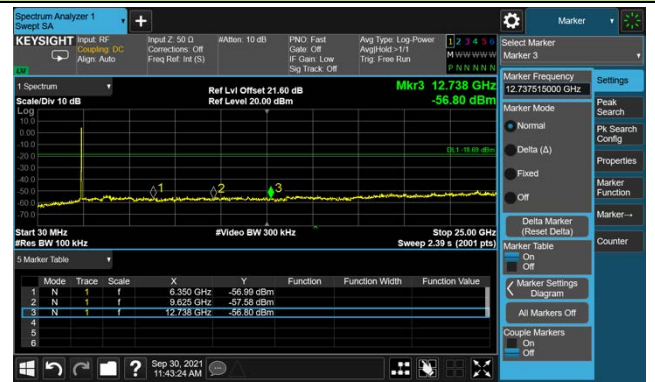 Spectrum Analyzer 1
Swept SA
Marker
KEYSIGHT
Input: RF
Coupling: DC
Align: Auto
Input Z: 50 Ω
Corrections: Off
Freq Ref: Int (S)
#Atten: 10 dB
PNO: Fast
Gate: Off
IF Gain: Low
Sig Track: Off
Avg Type: Log-Power
Avg|Hold >1/1
Trig: Free Run
1 2 3 4 5 6
M W W W W W
P N N N N N
LM
Select Marker
Marker 3
1 Spectrum
Scale/Div 10 dB
Ref Lvl Offset 21.60 dB
Ref Level 20.00 dBm
Mkr3 12.738 GHz
-56.80 dBm
Log
10.0
0.00
-10.0
-20.0
-30.0
-40.0
-50.0
-60.0
-70.0
DL1 -18.69 dBm
1
2
3
Start 30 MHz
#Res BW 100 kHz
#Video BW 300 kHz
Stop 25.00 GHz
Sweep 2.39 s (2001 pts)
5 Marker Table
Mode Trace Scale X Y Function Function Width Function Value
1 N 1 f 6.350 GHz -56.99 dBm
2 N 1 f 9.625 GHz -57.58 dBm
3 N 1 f 12.738 GHz -56.80 dBm
4
5
6
Marker Frequency
12.737515000 GHz
Marker Mode
Normal
Delta (Δ)
Fixed
Off
Delta Marker
(Reset Delta)
Marker Table
On
Off
Marker Settings
Diagram
All Markers Off
Couple Markers
On
Off
Settings
Peak
Search
Pk Search
Config
Properties
Marker
Function
Marker→
Counter
?
Sep 30, 2021
11:43:24 AM